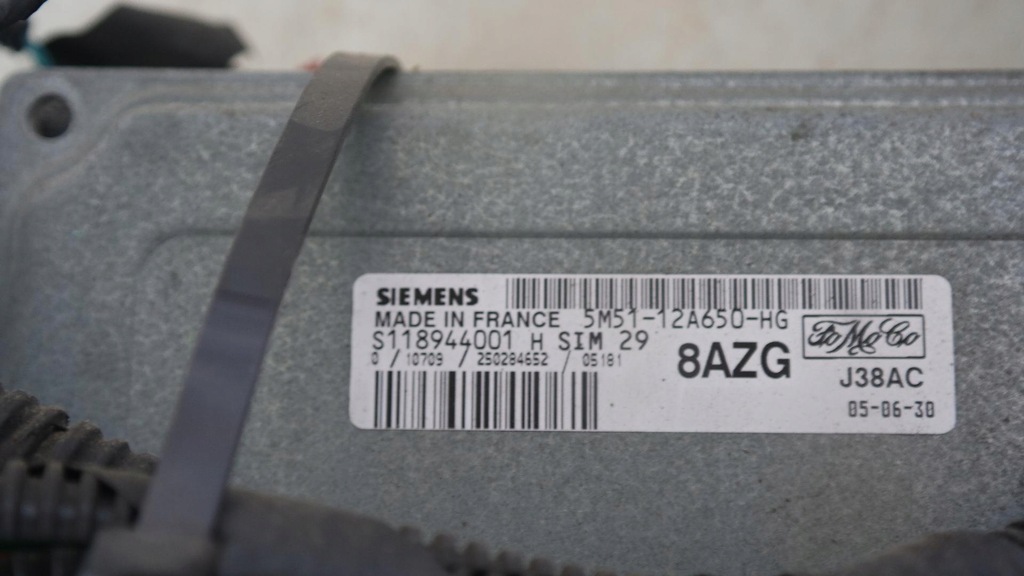 SIEMENS
MADE IN FRANCE 5M51-12A650-HG
S118944001 H SIM 29
0 / 10709 / 250284652 / 05181
8AZG
FoMoCo
J38AC
05-06-30